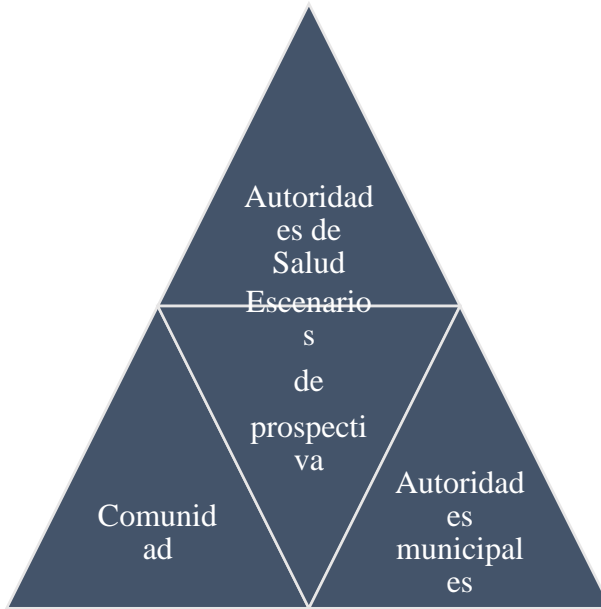 Autoridad
es de
Salud
Escenario
s
de
prospecti
va
Comunid
ad
Autoridad
es
municipal
es